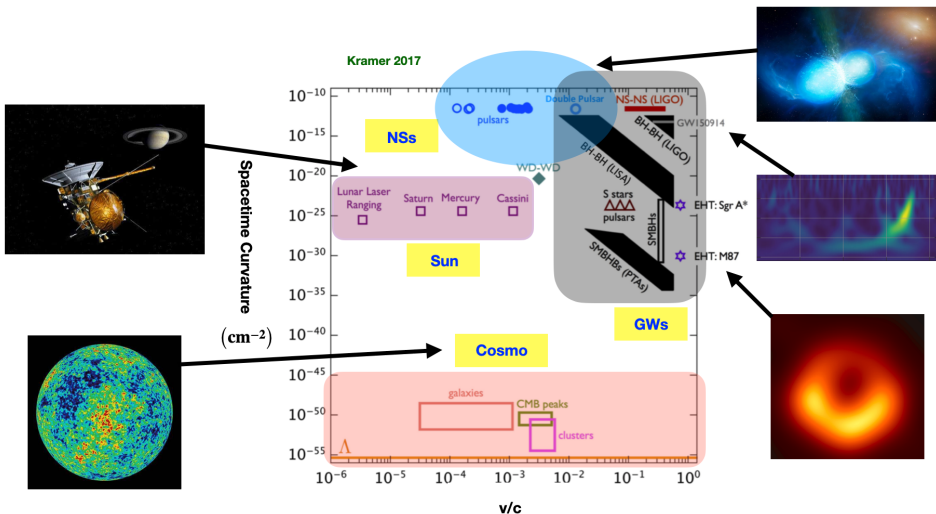 Kramer 2017
10⁻¹⁰
10⁻¹⁵
10⁻²⁰
10⁻²⁵
10⁻³⁰
10⁻³⁵
10⁻⁴⁰
10⁻⁴⁵
10⁻⁵⁰
10⁻⁵⁵
Spacetime Curvature
(cm⁻²)
Double Pulsar
pulsars
NS-NS (LIGO)
GW150914
BH-BH (LIGO)
BH-BH (LISA)
NSs
WD-WD
Lunar Laser
Ranging
Saturn
Mercury
Cassini
S stars
pulsars
SMBHs
EHT: Sgr A*
EHT: M87
SMBHBs (PTAs)
Sun
GWs
Cosmo
galaxies
CMB peaks
clusters
Λ
10⁻⁶
10⁻⁵
10⁻⁴
10⁻³
10⁻²
10⁻¹
10⁰
v/c